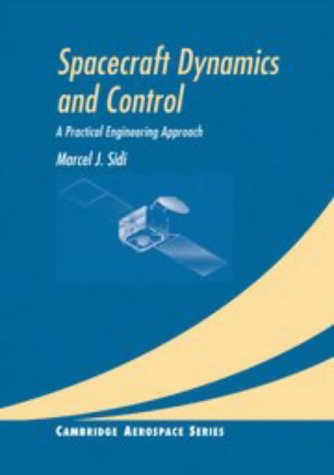 Spacecraft Dynamics
and Control
A Practical Engineering Approach
Marcel J. Sidi
CAMBRIDGE AEROSPACE SERIES